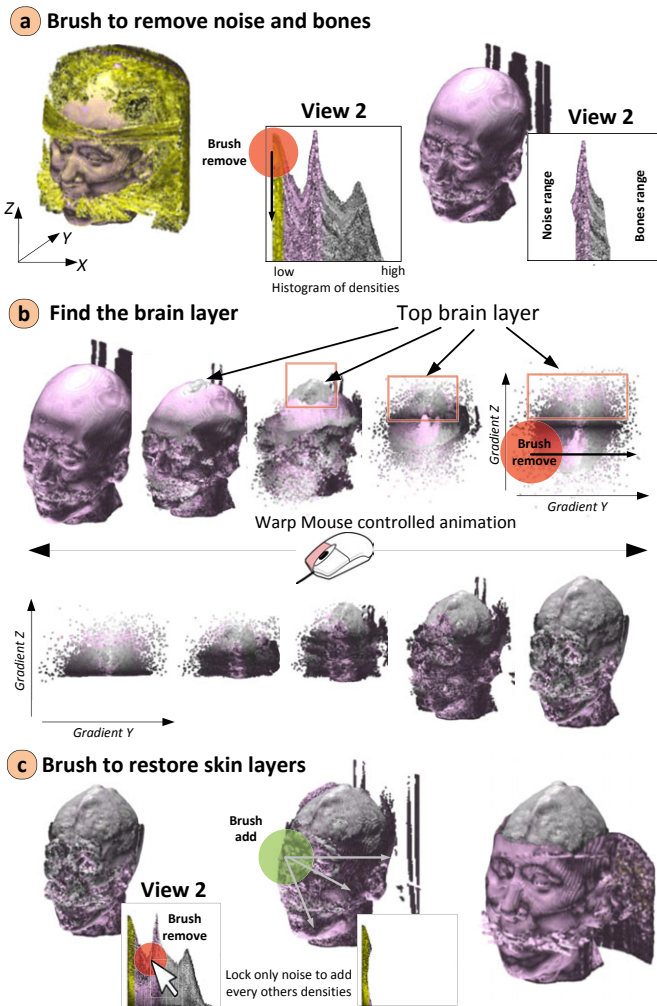 a Brush to remove noise and bones
View 2
Brush
remove
low high
Histogram of densities
Z
Y
X
View 2
Noise range
Bones range
b Find the brain layer
Top brain layer
Gradient Z
Brush
remove
Gradient Y
Warp Mouse controlled animation
Gradient Z
Gradient Y
c Brush to restore skin layers
Brush
add
View 2
Brush
remove
Lock only noise to add
every others densities